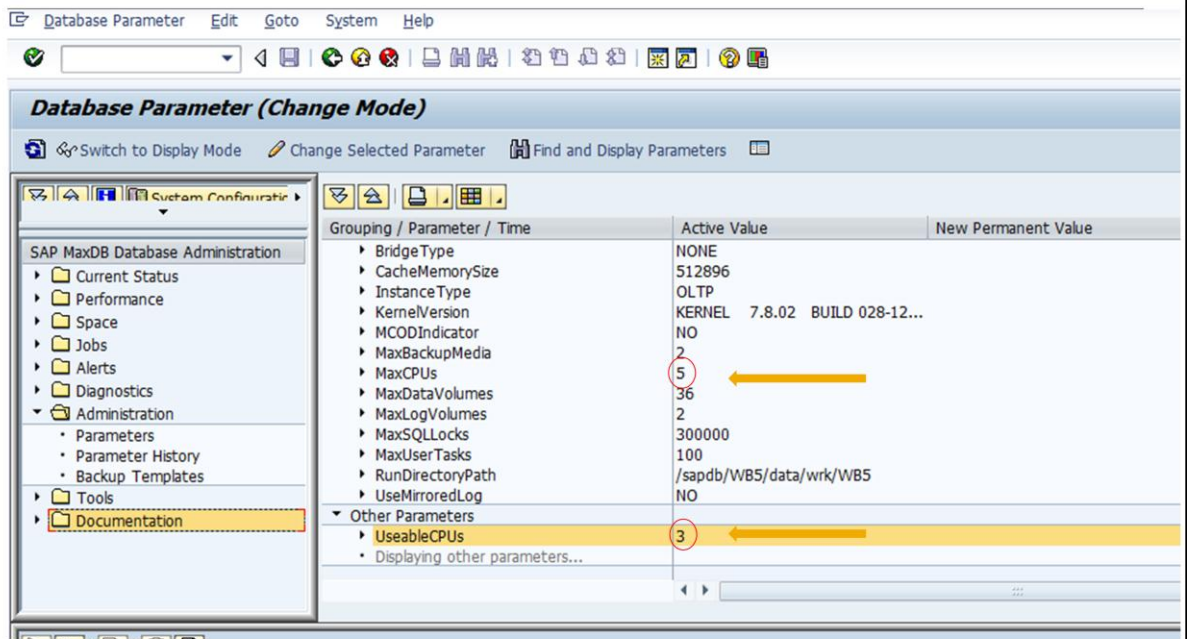 Database Parameter Edit Goto System Help
Database Parameter (Change Mode)
Switch to Display Mode Change Selected Parameter Find and Display Parameters
System Configuratic
SAP MaxDB Database Administration
Current Status
Performance
Space
Jobs
Alerts
Diagnostics
Administration
Parameters
Parameter History
Backup Templates
Tools
Documentation
Grouping / Parameter / Time Active Value New Permanent Value
BridgeType NONE
CacheMemorySize 512896
InstanceType OLTP
KernelVersion KERNEL 7.8.02 BUILD 028-12...
MCODIndicator NO
MaxBackupMedia 2
MaxCPUs 5
MaxDataVolumes 36
MaxLogVolumes 2
MaxSQLLocks 300000
MaxUserTasks 100
RunDirectoryPath /sapdb/WB5/data/wrk/WB5
UseMirroredLog NO
Other Parameters
UseableCPUs 3
Displaying other parameters...